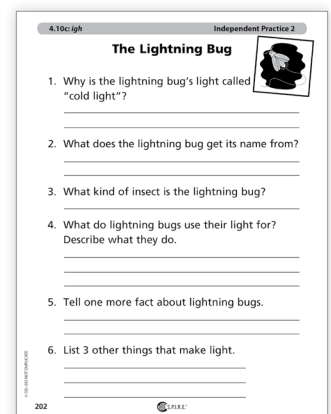 4.10c: igh Independent Practice 2
The Lightning Bug
1. Why is the lightning bug's light called
"cold light"?
2. What does the lightning bug get its name from?
3. What kind of insect is the lightning bug?
4. What do lightning bugs use their light for?
Describe what they do.
5. Tell one more fact about lightning bugs.
6. List 3 other things that make light.
DO NOT DUPLICATE
202
S.P.I.R.E.